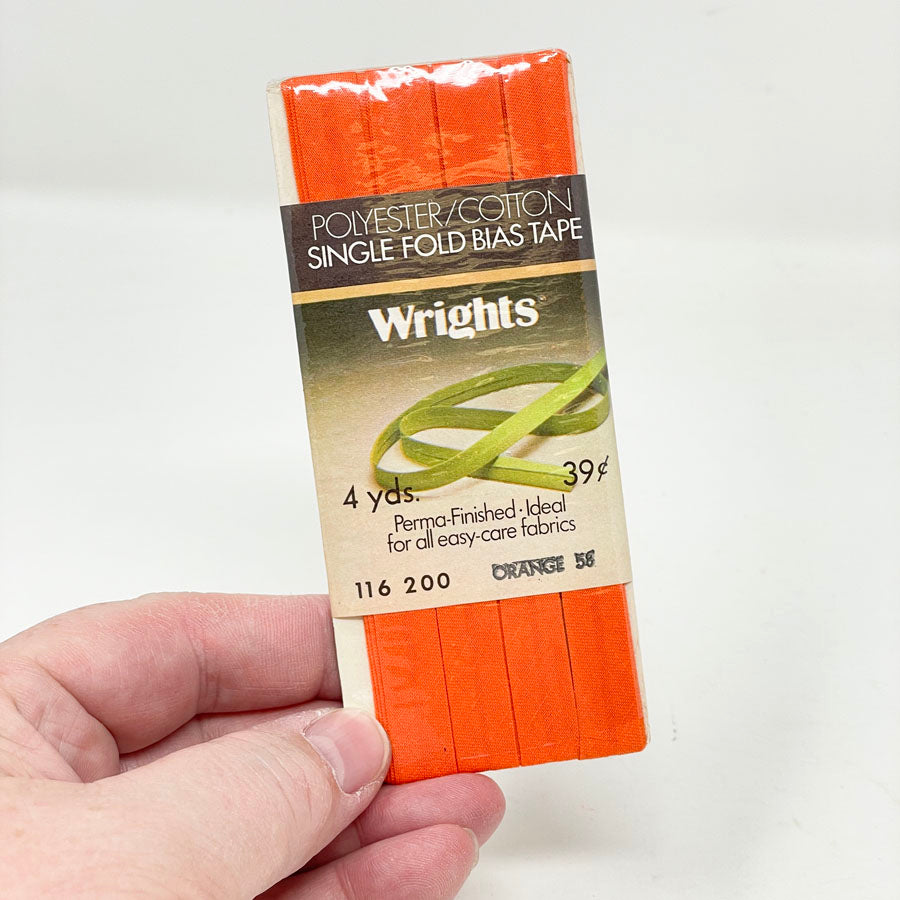 POLYESTER/COTTON
SINGLE FOLD BIAS TAPE
Wrights
4 yds.
39¢
Perma-Finished · Ideal
for all easy-care fabrics
116 200
ORANGE 58